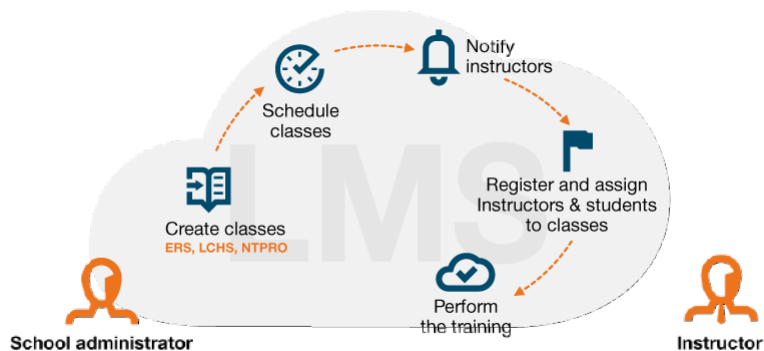 Notify
instructors
Schedule
classes
LMS
Register and assign
Instructors & students
to classes
Create classes
ERS, LCHS, NTPRO
Perform
the training
School administrator
Instructor